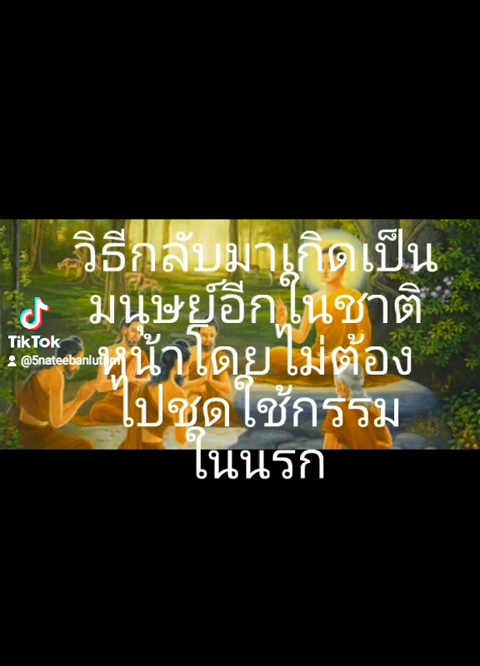 วิธีกลับมาเกิดเป็น
มนุษย์อีกในชาติ
หน้าโดยไม่ต้อง
ไปชดใช้กรรม
ในนรก
TikTok